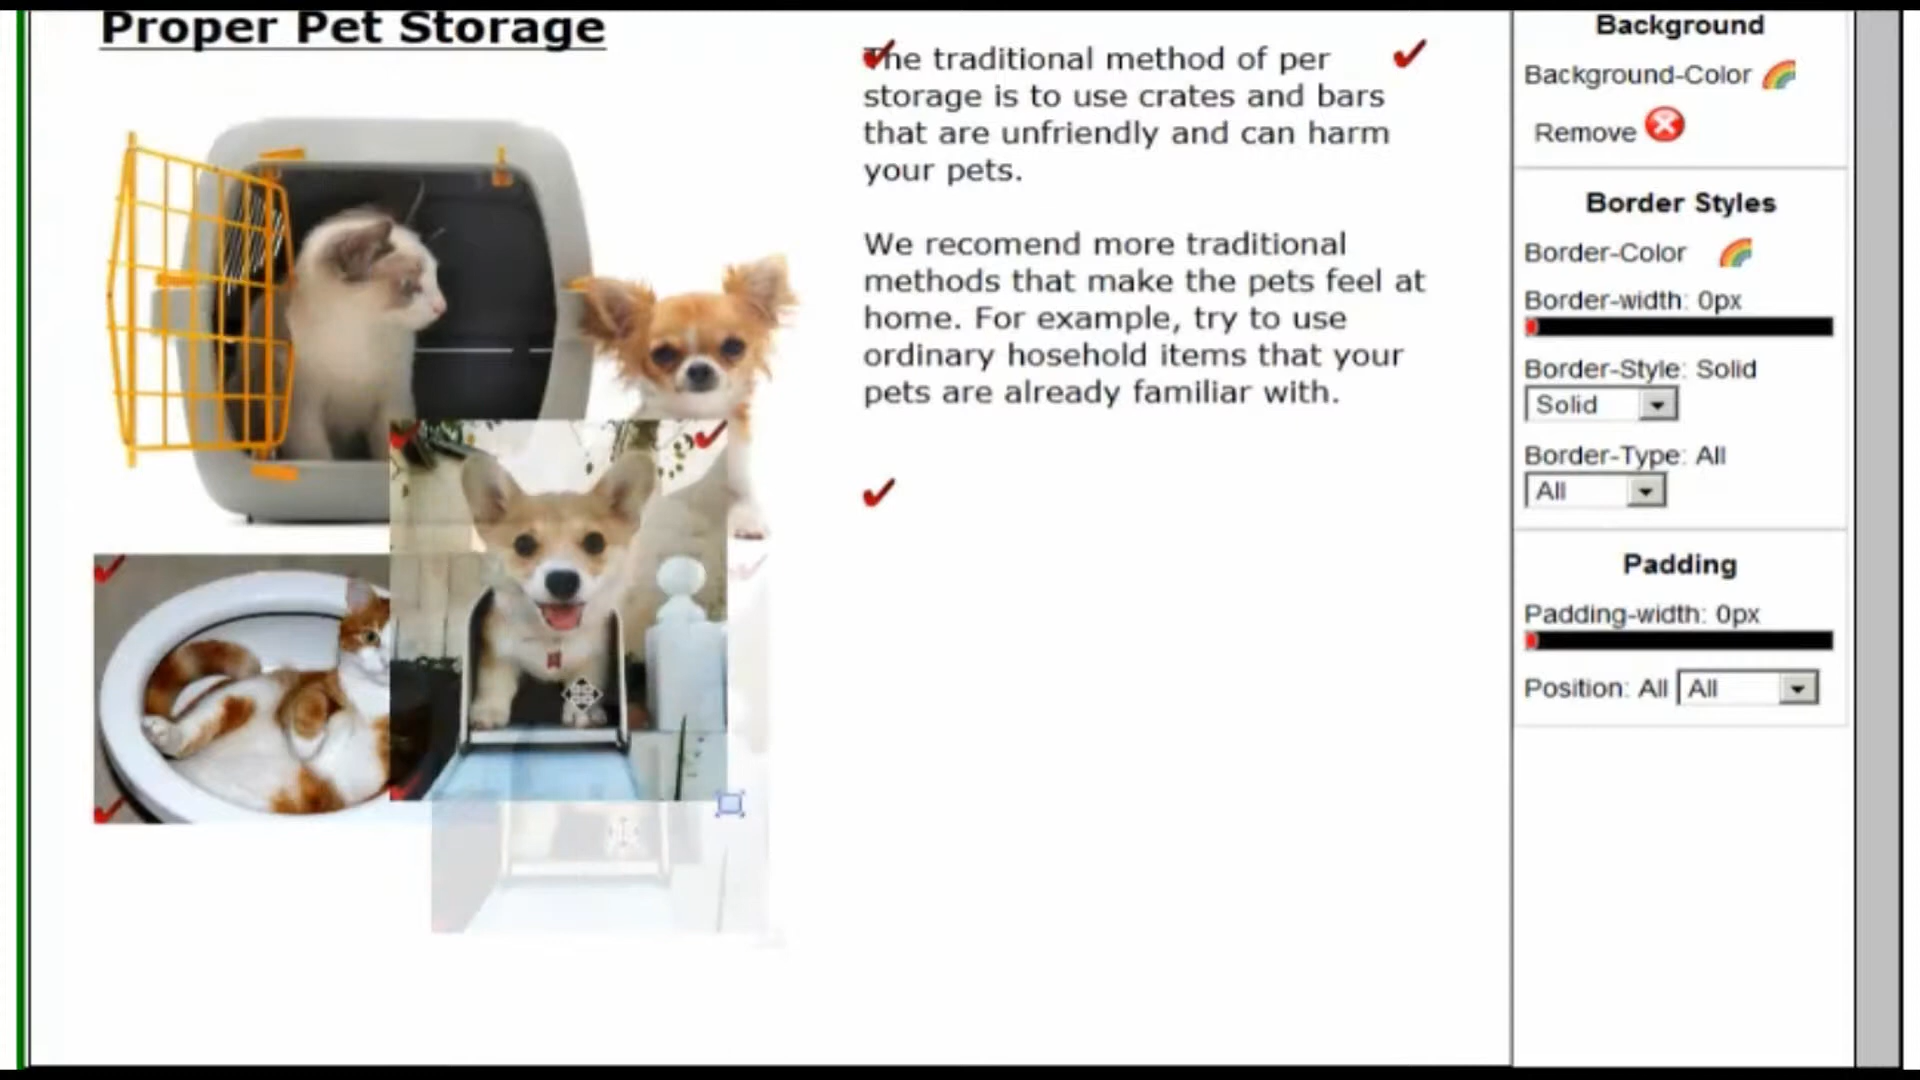 Proper Pet Storage
The traditional method of per
storage is to use crates and bars
that are unfriendly and can harm
your pets.
We recomend more traditional
methods that make the pets feel at
home. For example, try to use
ordinary hosehold items that your
pets are already familiar with.
Background
Background-Color
Remove
Border Styles
Border-Color
Border-width: 0px
Border-Style: Solid
Solid
Border-Type: All
All
Padding
Padding-width: 0px
Position: All All